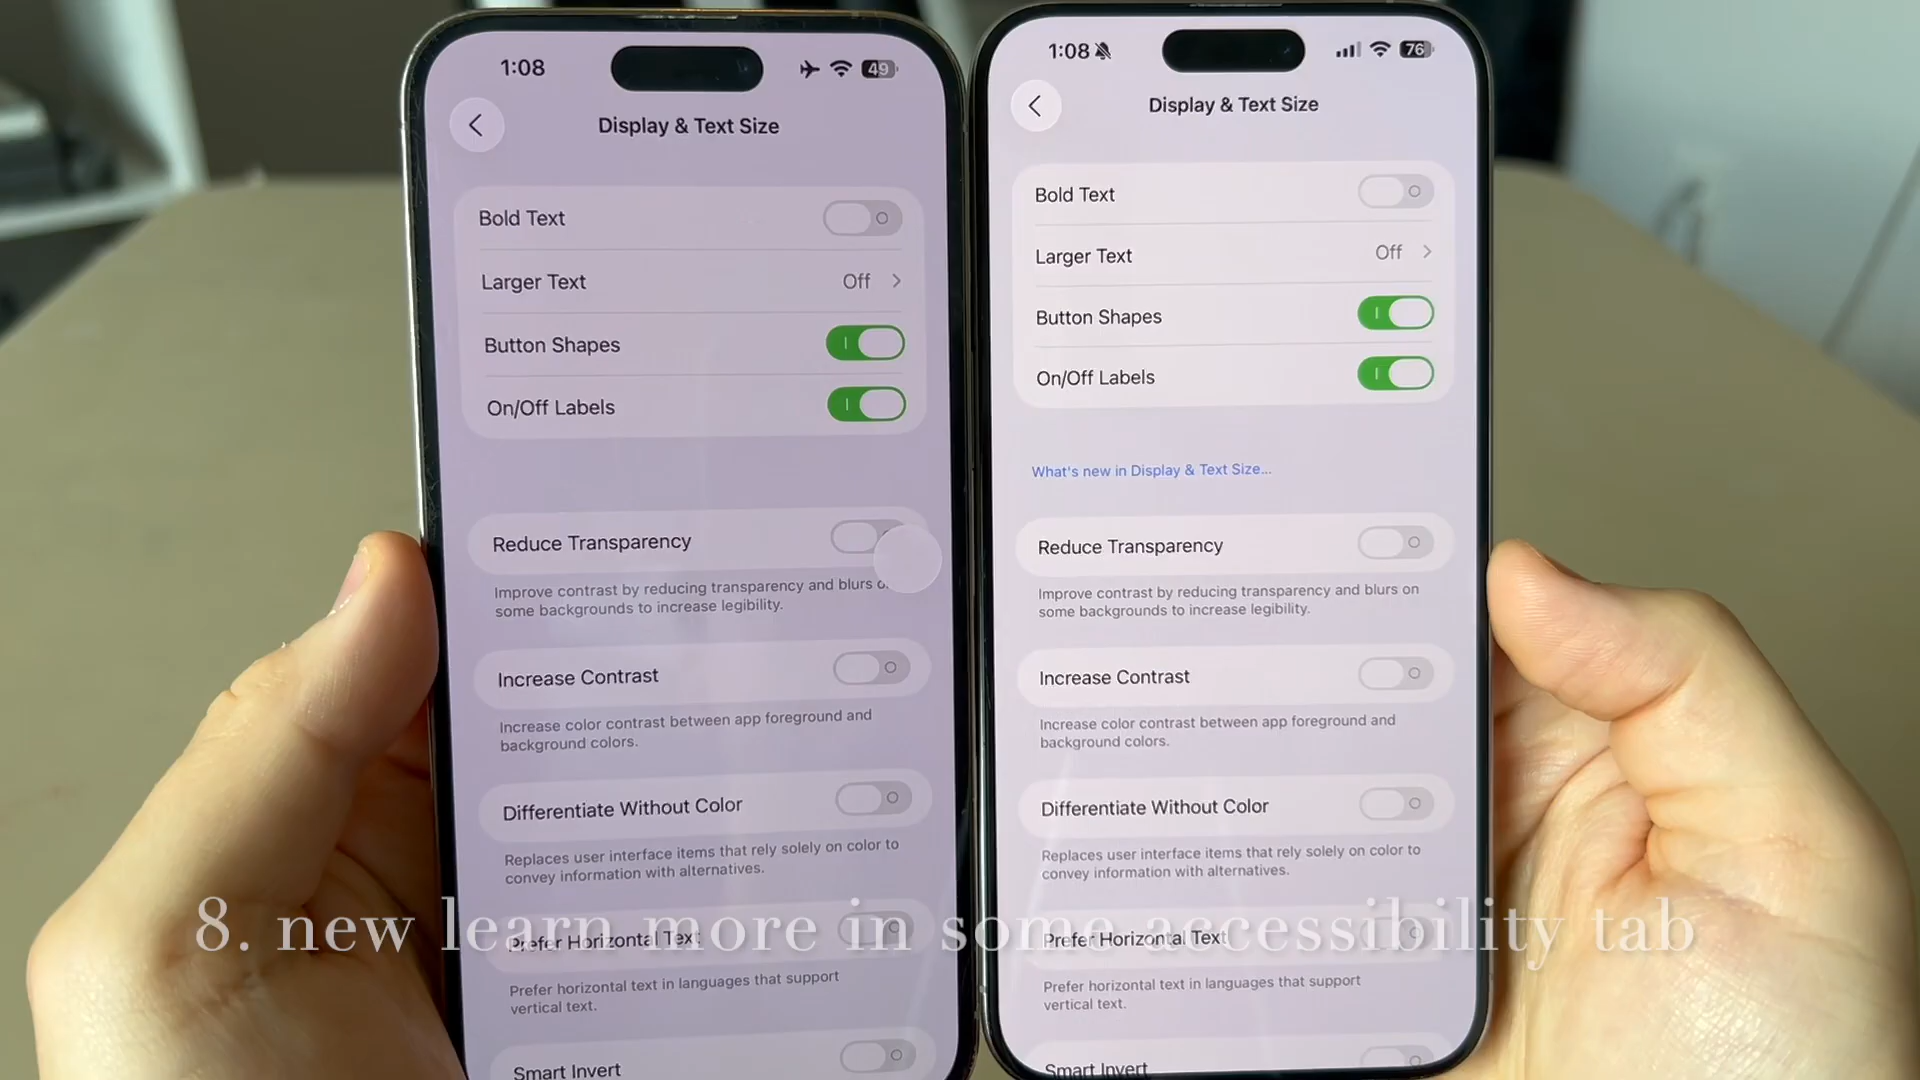 1:08
49
Display & Text Size
Bold Text
Larger Text
Off
Button Shapes
On/Off Labels
Reduce Transparency
Improve contrast by reducing transparency and blurs
some backgrounds to increase legibility.
Increase Contrast
Increase color contrast between app foreground and
background colors.
Differentiate Without Color
Replaces user interface items that rely solely on color to
convey information with alternatives.
Prefer Horizontal Text
Prefer horizontal text in languages that support
vertical text.
Smart Invert
1:08
76
Display & Text Size
Bold Text
Larger Text
Off
Button Shapes
On/Off Labels
What's new in Display & Text Size...
Reduce Transparency
Improve contrast by reducing transparency and blurs on
some backgrounds to increase legibility.
Increase Contrast
Increase color contrast between app foreground and
background colors.
Differentiate Without Color
Replaces user interface items that rely solely on color to
convey information with alternatives.
Prefer Horizontal Text
Prefer horizontal text in languages that support
vertical text.
Smart Invert
8. new learn more in some accessibility tab